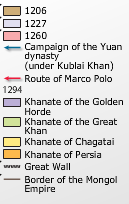 1206
1227
1260
Campaign of the Yuan
dynasty
(under Kublai Khan)
Route of Marco Polo
1294
Khanate of the Golden
Horde
Khanate of the Great
Khan
Khanate of Chagatai
Khanate of Persia
Great Wall
Border of the Mongol
Empire